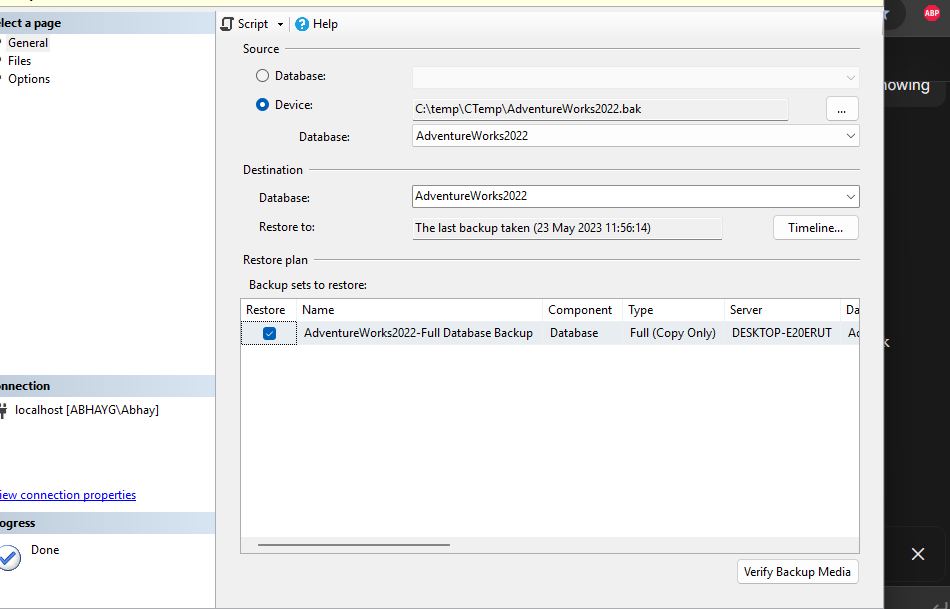 elect a page
General
Files
Options
Script
Help
ABP
Source
Database:
Device:
C:\temp\CTemp\AdventureWorks2022.bak
...
Database:
AdventureWorks2022
Destination
Database:
AdventureWorks2022
Restore to:
The last backup taken (23 May 2023 11:56:14)
Timeline...
Restore plan
Backup sets to restore:
Restore Name Component Type Server Da
AdventureWorks2022-Full Database Backup Database Full (Copy Only) DESKTOP-E20ERUT Ad
onnection
localhost [ABHAYG\Abhay]
iew connection properties
ogress
Done
Verify Backup Media
nowing
k